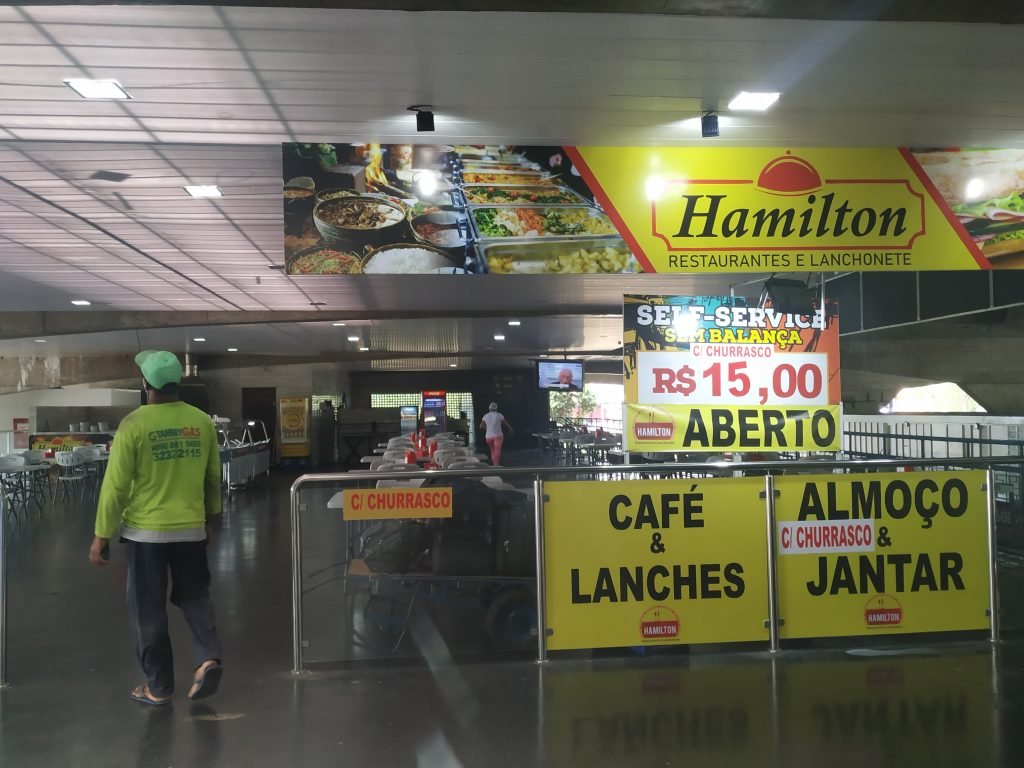 Hamilton
RESTAURANTES E LANCHONETE
SELF-SERVICE
SEM BALANÇA
C/ CHURRASCO
R$ 15,00
HAMILTON
ABERTO
C/ CHURRASCO
CAFÉ
&
LANCHES
HAMILTON
ALMOÇO
C/ CHURRASCO &
JANTAR
HAMILTON
GÁS